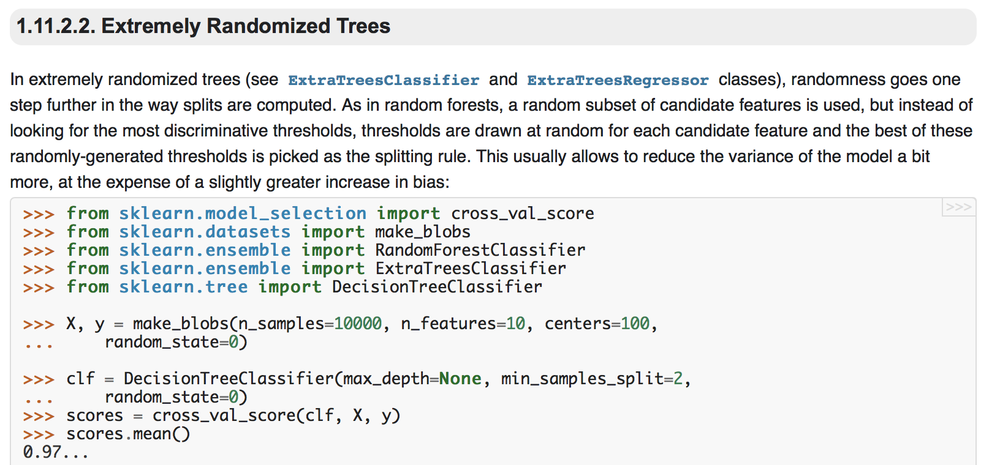 1.11.2.2. Extremely Randomized Trees
In extremely randomized trees (see ExtraTreesClassifier and ExtraTreesRegressor classes), randomness goes one
step further in the way splits are computed. As in random forests, a random subset of candidate features is used, but instead of
looking for the most discriminative thresholds, thresholds are drawn at random for each candidate feature and the best of these
randomly-generated thresholds is picked as the splitting rule. This usually allows to reduce the variance of the model a bit
more, at the expense of a slightly greater increase in bias:
>>>
>>> from sklearn.model_selection import cross_val_score
>>> from sklearn.datasets import make_blobs
>>> from sklearn.ensemble import RandomForestClassifier
>>> from sklearn.ensemble import ExtraTreesClassifier
>>> from sklearn.tree import DecisionTreeClassifier
>>> X, y = make_blobs(n_samples=10000, n_features=10, centers=100,
...     random_state=0)
>>> clf = DecisionTreeClassifier(max_depth=None, min_samples_split=2,
...     random_state=0)
>>> scores = cross_val_score(clf, X, y)
>>> scores.mean()
0.97...